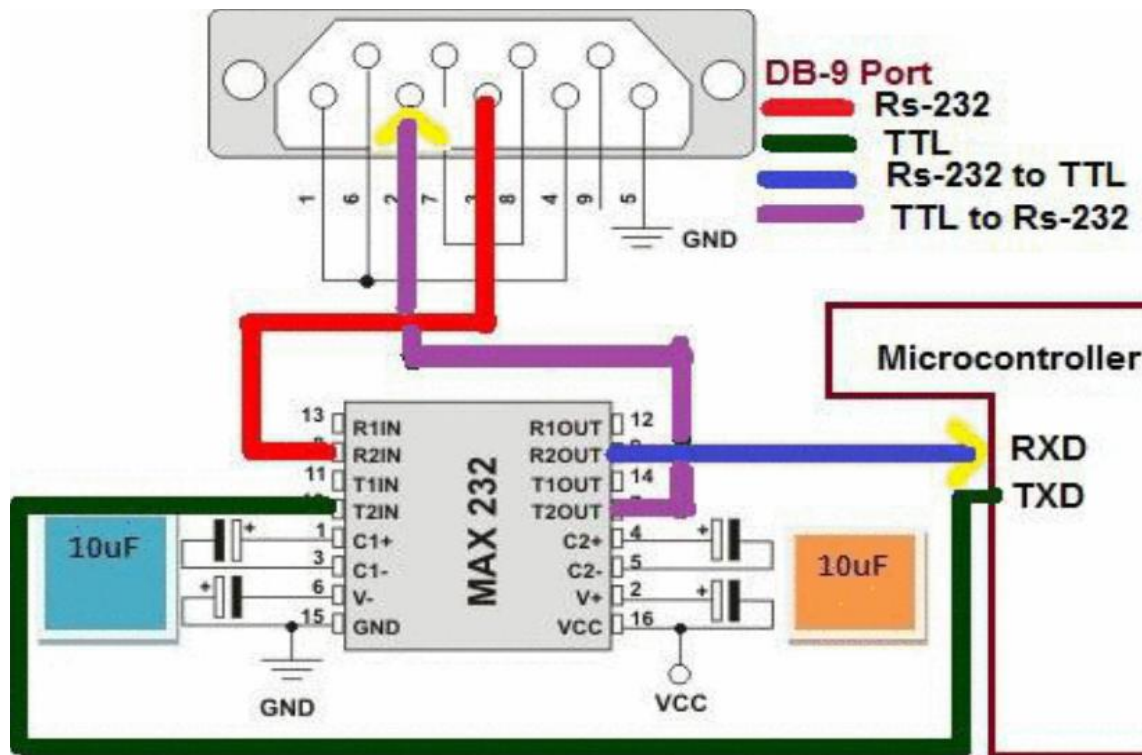 DB-9 Port
Rs-232
TTL
Rs-232 to TTL
TTL to Rs-232
1 6 2 7 3 8 4 9 5
GND
Microcontroller
RXD
TXD
MAX 232
13 R1IN
R2IN
11 T1IN
T2IN
1 C1+
3 C1-
6 V-
15 GND
R1OUT 12
R2OUT
T1OUT 14
T2OUT
C2+ 4
C2- 5
V+ 2
VCC 16
+
+
+
+
10uF
10uF
GND
VCC